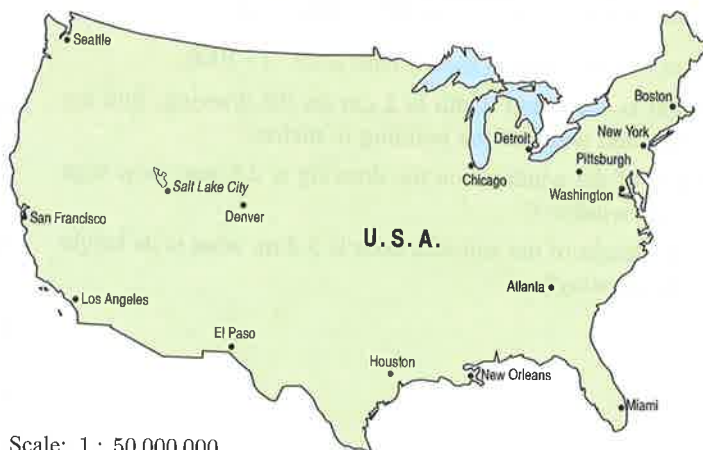 Seattle
Boston
Detroit
New York
Pittsburgh
Chicago
Salt Lake City
Washington
Denver
San Francisco
U.S.A.
Atlanta
Los Angeles
El Paso
Houston
New Orleans
Miami
Scale: 1 : 50 000 000